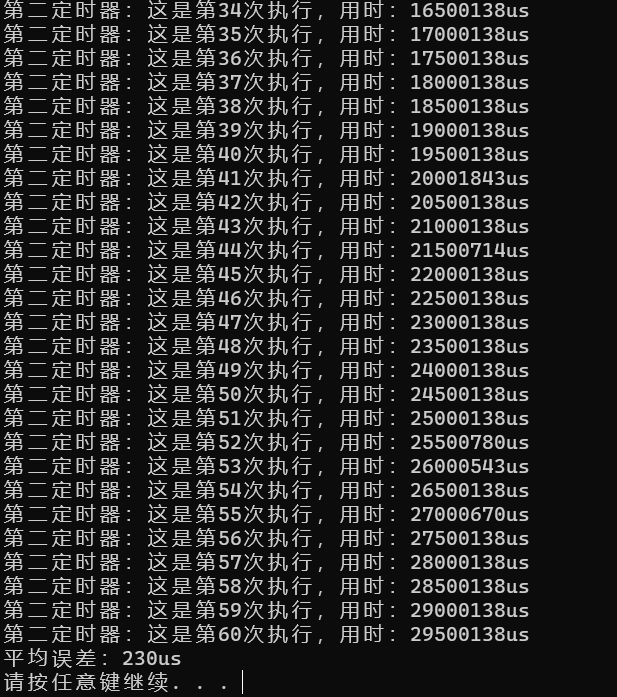 第二定时器: 这是第34次执行, 用时: 16500138us
第二定时器: 这是第35次执行, 用时: 17000138us
第二定时器: 这是第36次执行, 用时: 17500138us
第二定时器: 这是第37次执行, 用时: 18000138us
第二定时器: 这是第38次执行, 用时: 18500138us
第二定时器: 这是第39次执行, 用时: 19000138us
第二定时器: 这是第40次执行, 用时: 19500138us
第二定时器: 这是第41次执行, 用时: 20001843us
第二定时器: 这是第42次执行, 用时: 20500138us
第二定时器: 这是第43次执行, 用时: 21000138us
第二定时器: 这是第44次执行, 用时: 21500714us
第二定时器: 这是第45次执行, 用时: 22000138us
第二定时器: 这是第46次执行, 用时: 22500138us
第二定时器: 这是第47次执行, 用时: 23000138us
第二定时器: 这是第48次执行, 用时: 23500138us
第二定时器: 这是第49次执行, 用时: 24000138us
第二定时器: 这是第50次执行, 用时: 24500138us
第二定时器: 这是第51次执行, 用时: 25000138us
第二定时器: 这是第52次执行, 用时: 25500780us
第二定时器: 这是第53次执行, 用时: 26000543us
第二定时器: 这是第54次执行, 用时: 26500138us
第二定时器: 这是第55次执行, 用时: 27000670us
第二定时器: 这是第56次执行, 用时: 27500138us
第二定时器: 这是第57次执行, 用时: 28000138us
第二定时器: 这是第58次执行, 用时: 28500138us
第二定时器: 这是第59次执行, 用时: 29000138us
第二定时器: 这是第60次执行, 用时: 29500138us
平均误差: 230us
请按任意键继续. . .